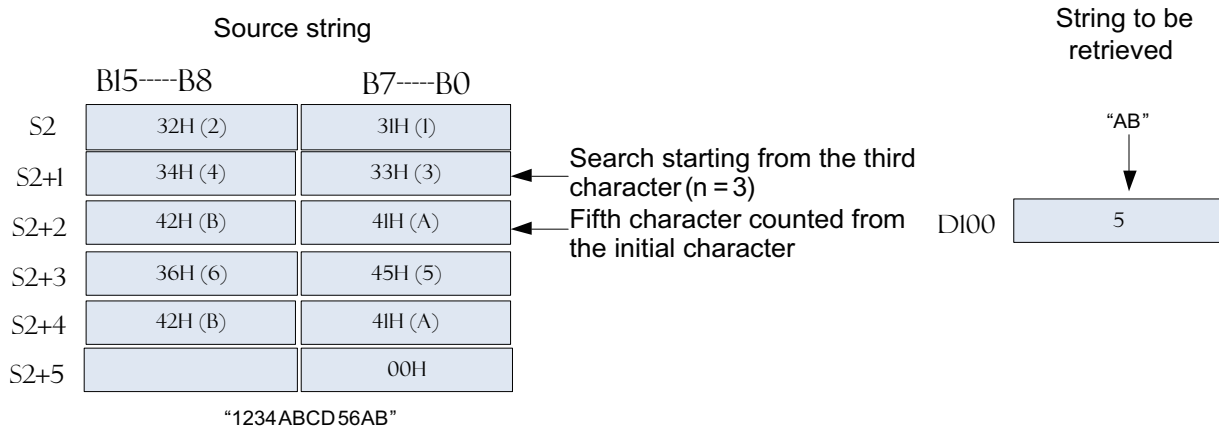 Source string
String to be
retrieved
B15-----B8 B7-----B0
S2 32H (2) 31H (1)
"AB"
S2+1 34H (4) 33H (3) Search starting from the third
character (n = 3)
S2+2 42H (B) 41H (A) Fifth character counted from
the initial character
D100 5
S2+3 36H (6) 45H (5)
S2+4 42H (B) 41H (A)
S2+5 00H
"1234ABCD56AB"